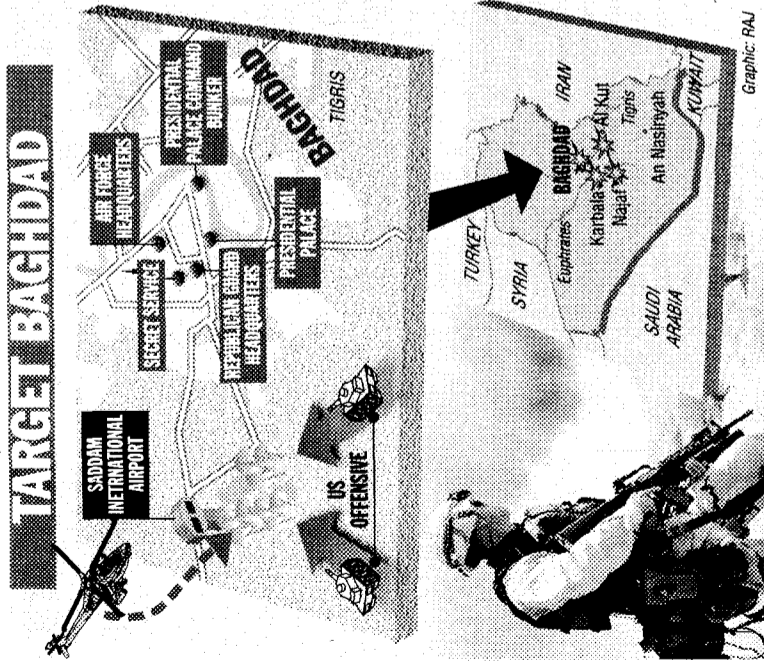 TARGET BAGHDAD
SADDAM
INETRNATIONAL
AIRPORT
SECRET SERVICE
AIR FORCE
HEADQUARTERS
PRESIDENTIAL
PALACE COMMAND
BUNKER
REPUBLICAN GUARD
HEADQUARTERS
PRESIDENTIAL
PALACE
BAGHDAD
TIGRIS
US
OFFENSIVE
TURKEY
SYRIA
IRAN
Euphrates
BAGHDAD
Karbala
Al Kut
Najaf
Tigris
An Nasiriyah
SAUDI
ARABIA
KUWAIT
Graphic: RAJ